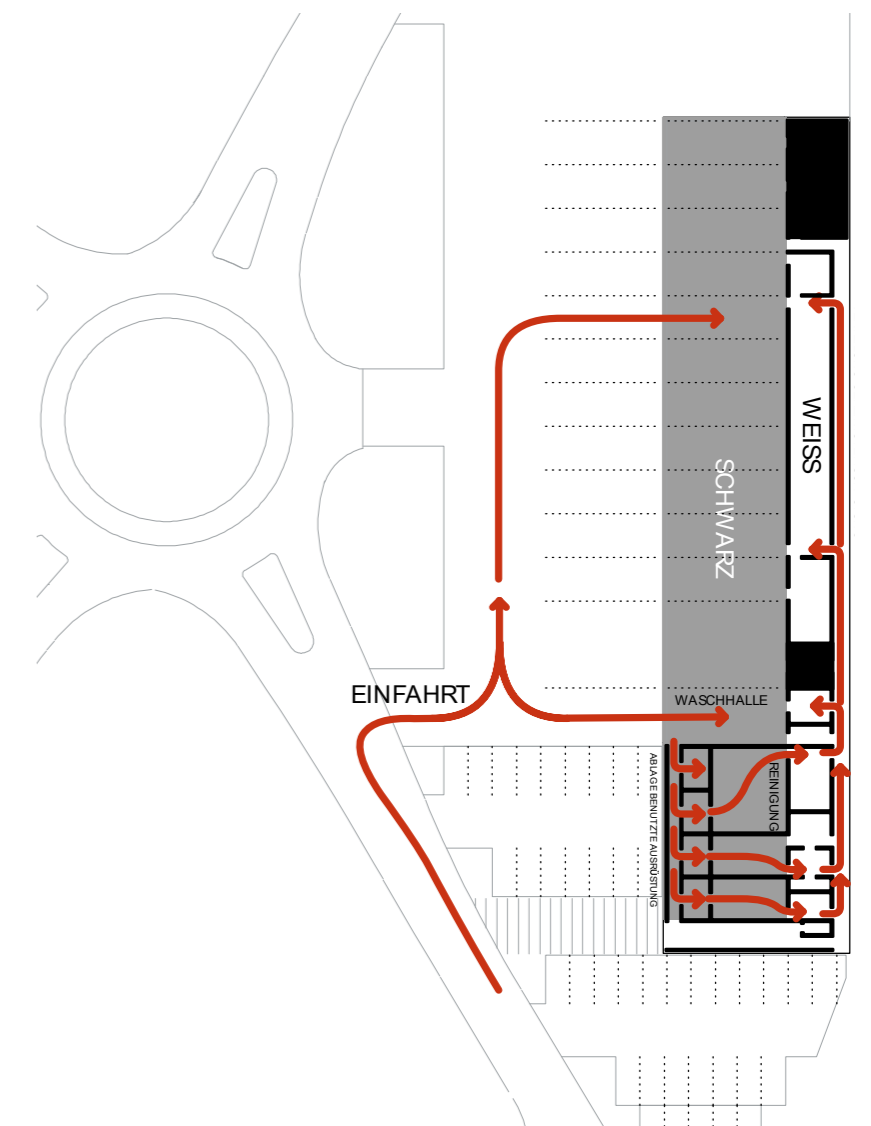 WEISS
SCHWARZ
EINFAHRT
WASCHHALLE
ABLAGE BENUTZTE AUSRÜSTUNG
REINIGUNG